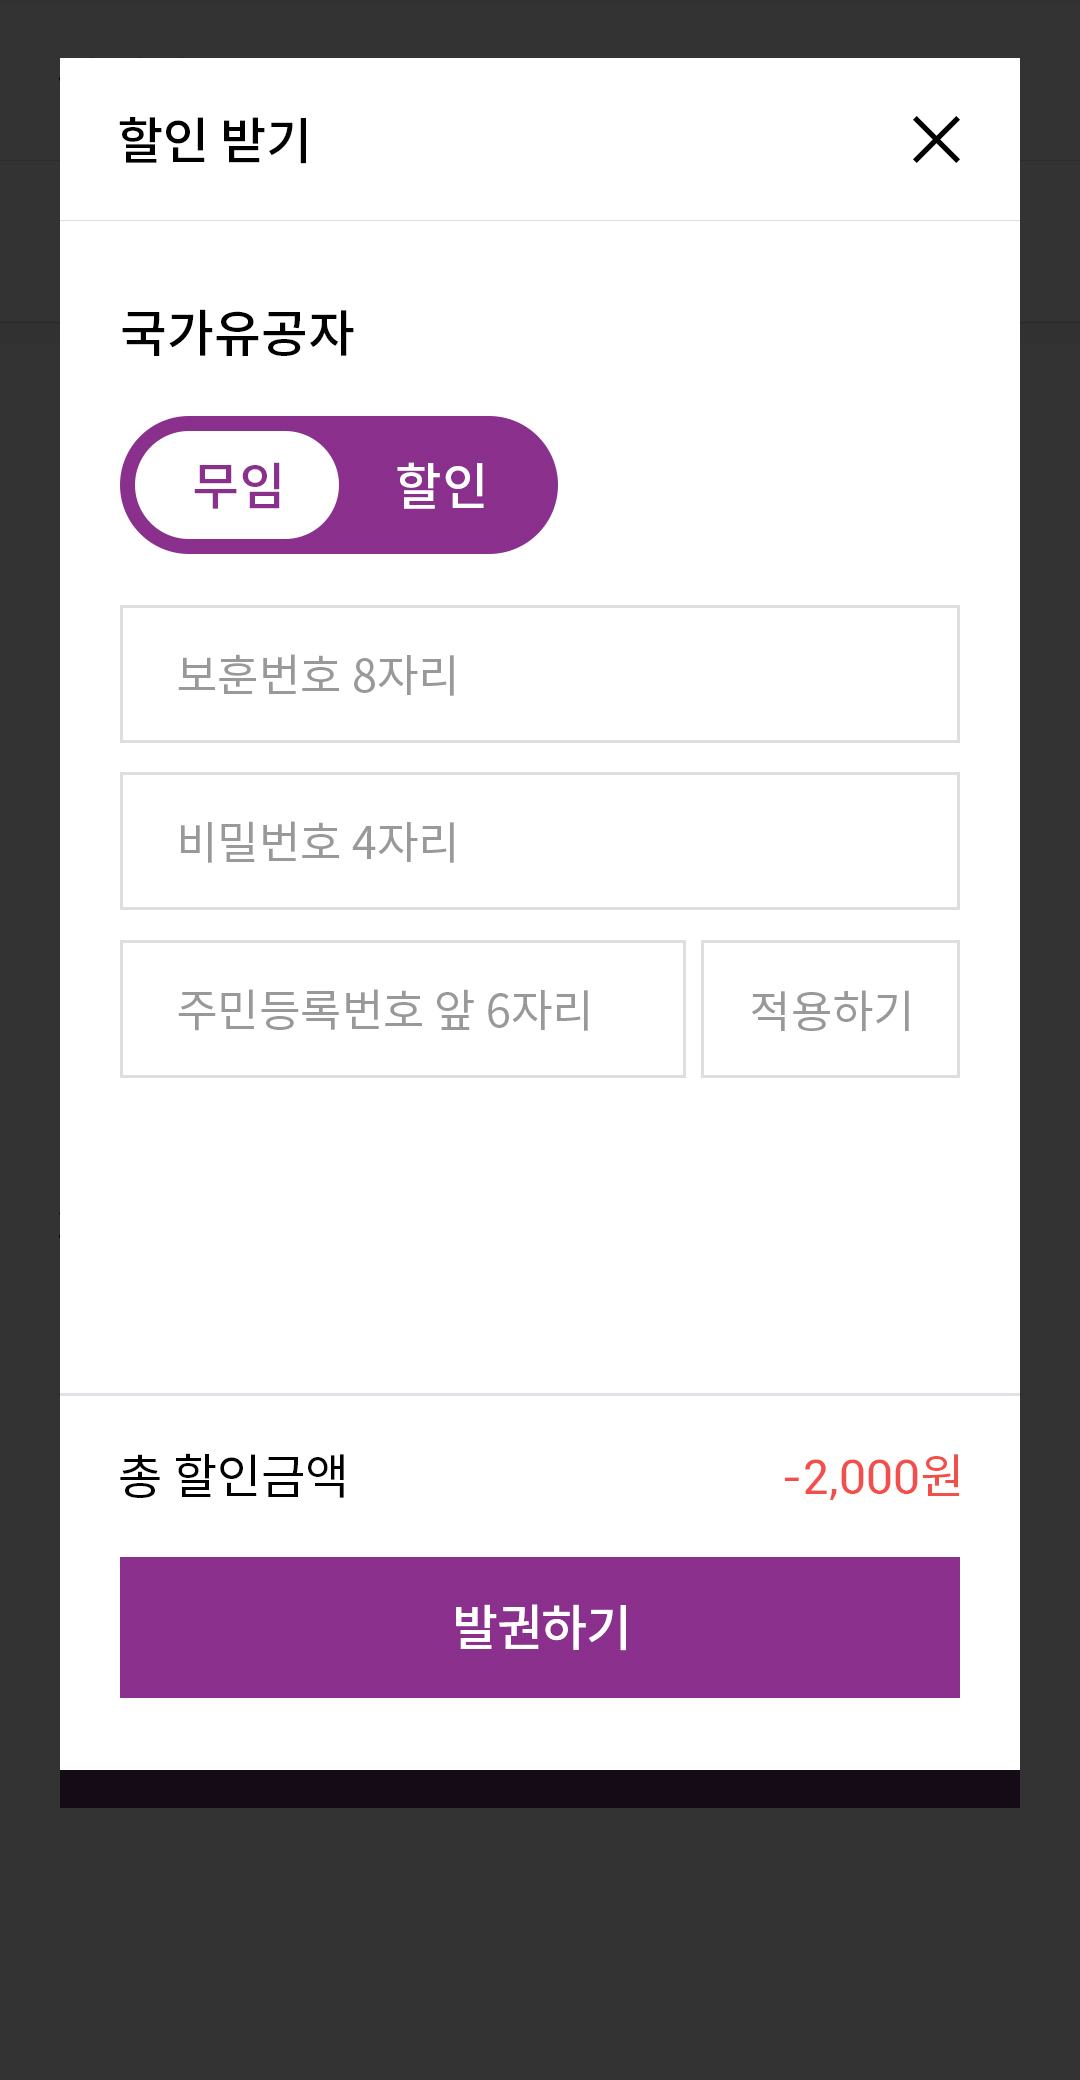 할인 받기
국가유공자
무임 할인
보훈번호 8자리
비밀번호 4자리
주민등록번호 앞 6자리 적용하기
총 할인금액 -2,000원
발권하기